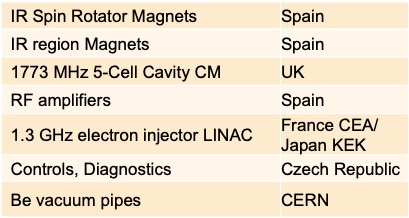 IR Spin Rotator Magnets Spain
IR region Magnets Spain
1773 MHz 5-Cell Cavity CM UK
RF amplifiers Spain
1.3 GHz electron injector LINAC France CEA/
Japan KEK
Controls, Diagnostics Czech Republic
Be vacuum pipes CERN